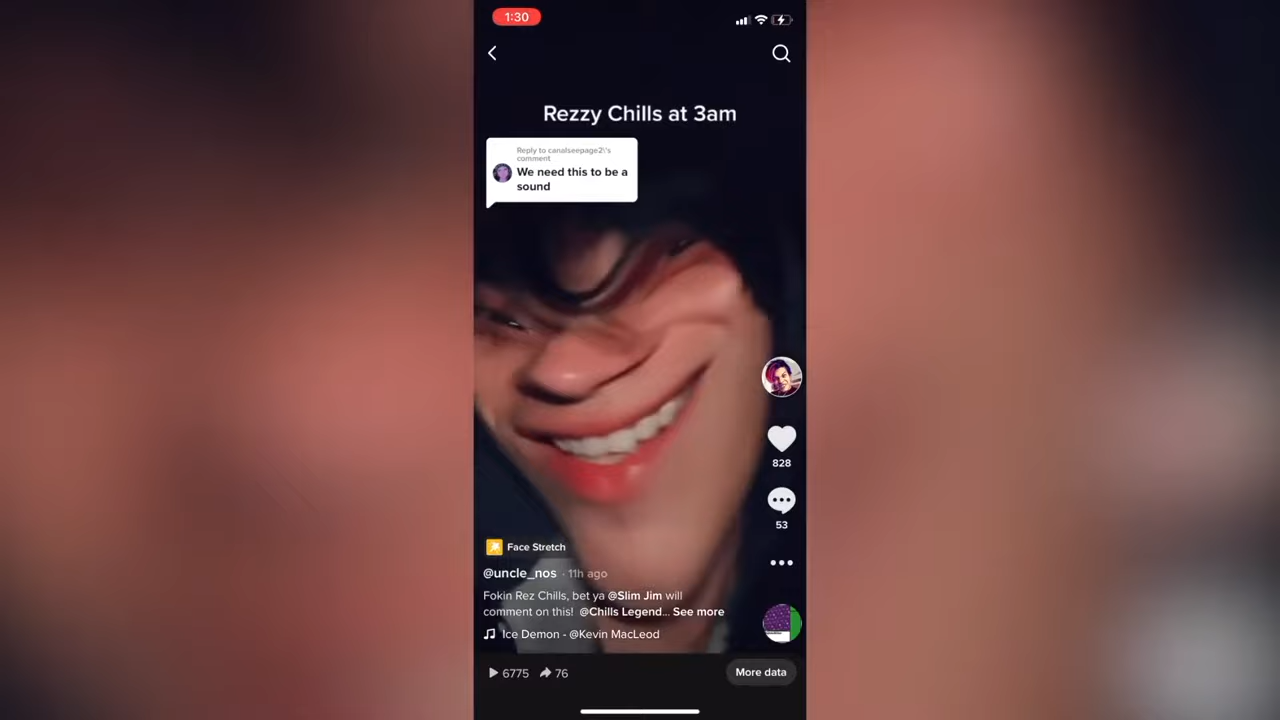 1:30
Rezzy Chills at 3am
Reply to canalseepage2\'s
comment
We need this to be a
sound
828
53
Face Stretch
@uncle_nos · 11h ago
Fokin Rez Chills, bet ya @Slim Jim will
comment on this! @Chills Legend... See more
Ice Demon - @Kevin MacLeod
6775 76
More data